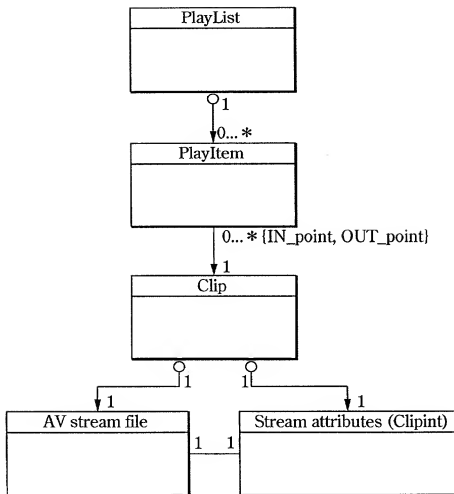 PlayList
1
0...*
PlayItem
0...* {IN_point, OUT_point}
1
Clip
1 1
1 1
AV stream file Stream attributes (Clipint)
1 1